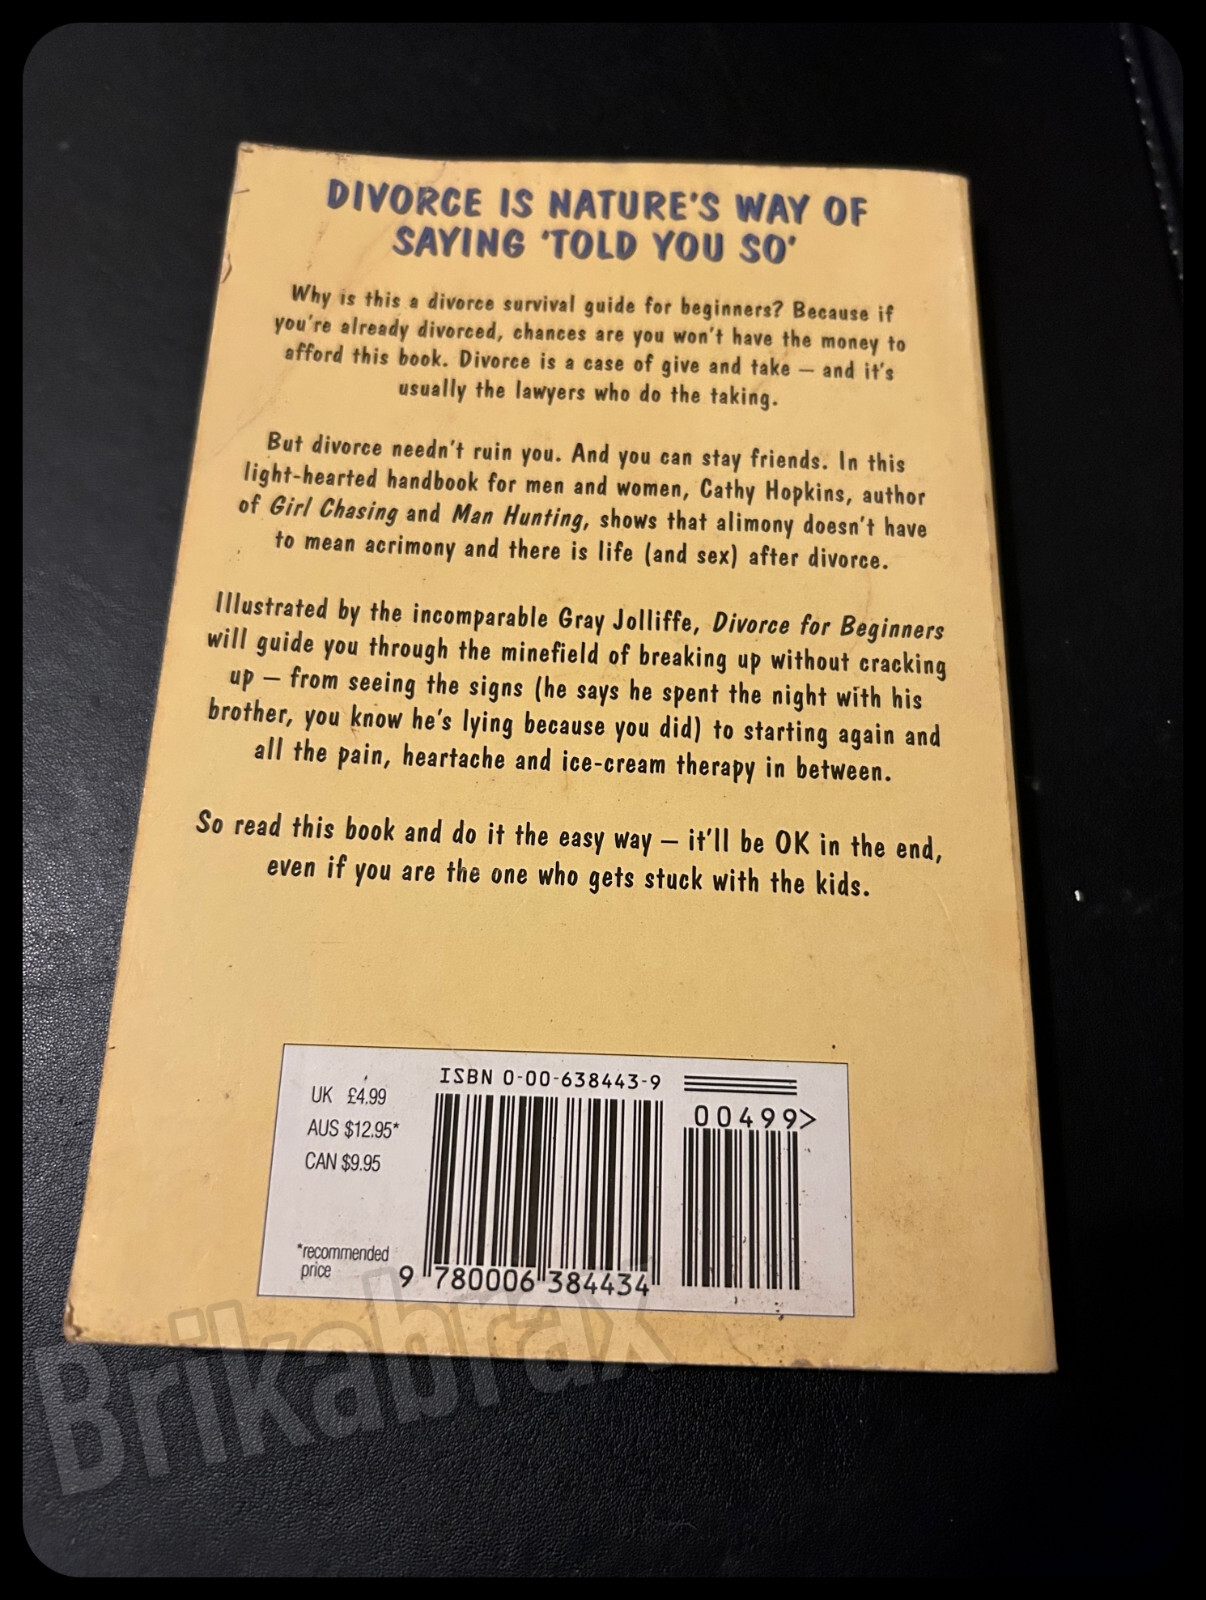 DIVORCE IS NATURE'S WAY OF
SAYING 'TOLD YOU SO'
Why is this a divorce survival guide for beginners? Because if
you're already divorced, chances are you won't have the money to
afford this book. Divorce is a case of give and take – and it's
usually the lawyers who do the taking.
But divorce needn't ruin you. And you can stay friends. In this
light-hearted handbook for men and women, Cathy Hopkins, author
of Girl Chasing and Man Hunting, shows that alimony doesn't have
to mean acrimony and there is life (and sex) after divorce.
Illustrated by the incomparable Gray Jolliffe, Divorce for Beginners
will guide you through the minefield of breaking up without cracking
up – from seeing the signs (he says he spent the night with his
brother, you know he's lying because you did) to starting again and
all the pain, heartache and ice-cream therapy in between.
So read this book and do it the easy way – it'll be OK in the end,
even if you are the one who gets stuck with the kids.
UK £4.99
AUS $12.95*
CAN $9.95
*recommended
price
ISBN 0-00-638443-9
9 780006 384434
00499>
Brikabrax